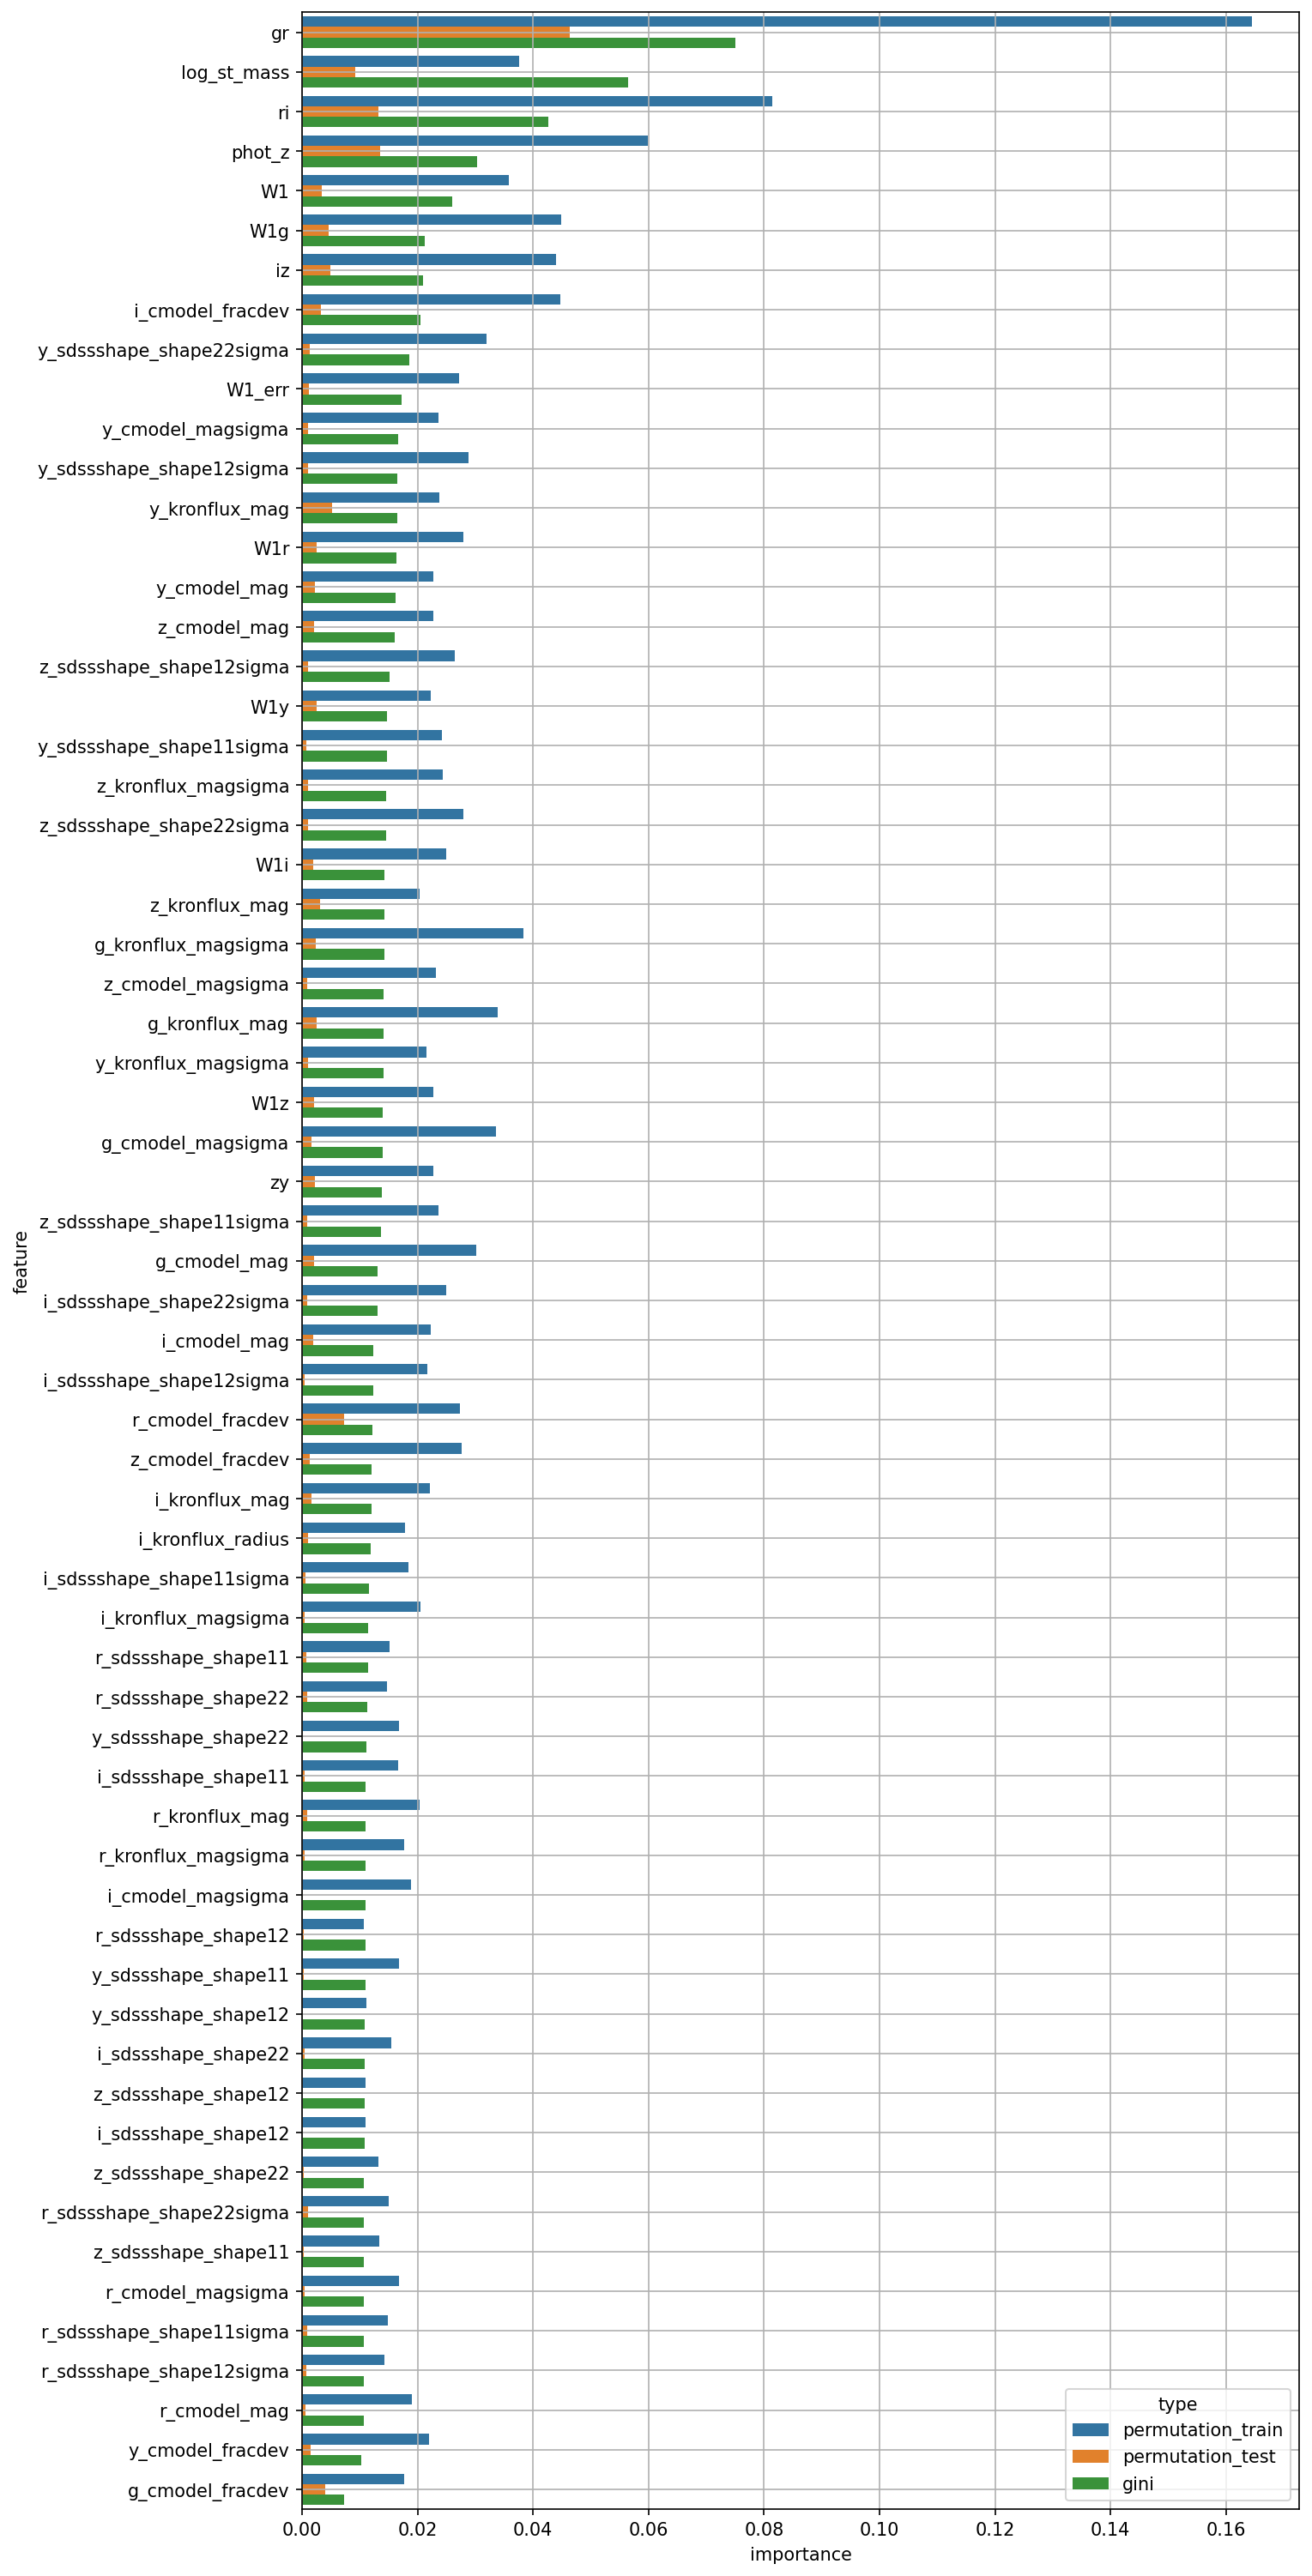 gr
log_st_mass
ri
phot_z
W1
W1g
iz
i_cmodel_fracdev
y_sdssshape_shape22sigma
W1_err
y_cmodel_magsigma
y_sdssshape_shape12sigma
y_kronflux_mag
W1r
y_cmodel_mag
z_cmodel_mag
z_sdssshape_shape12sigma
W1y
y_sdssshape_shape11sigma
z_kronflux_magsigma
z_sdssshape_shape22sigma
W1i
z_kronflux_mag
g_kronflux_magsigma
z_cmodel_magsigma
g_kronflux_mag
y_kronflux_magsigma
W1z
g_cmodel_magsigma
zy
z_sdssshape_shape11sigma
g_cmodel_mag
i_sdssshape_shape22sigma
i_cmodel_mag
i_sdssshape_shape12sigma
r_cmodel_fracdev
z_cmodel_fracdev
i_kronflux_mag
i_kronflux_radius
i_sdssshape_shape11sigma
i_kronflux_magsigma
r_sdssshape_shape11
r_sdssshape_shape22
y_sdssshape_shape22
i_sdssshape_shape11
r_kronflux_mag
r_kronflux_magsigma
i_cmodel_magsigma
r_sdssshape_shape12
y_sdssshape_shape11
y_sdssshape_shape12
i_sdssshape_shape22
z_sdssshape_shape12
i_sdssshape_shape12
z_sdssshape_shape22
r_sdssshape_shape22sigma
z_sdssshape_shape11
r_cmodel_magsigma
r_sdssshape_shape11sigma
r_sdssshape_shape12sigma
r_cmodel_mag
y_cmodel_fracdev
g_cmodel_fracdev
feature
type
permutation_train
permutation_test
gini
0.00 0.02 0.04 0.06 0.08 0.10 0.12 0.14 0.16
importance